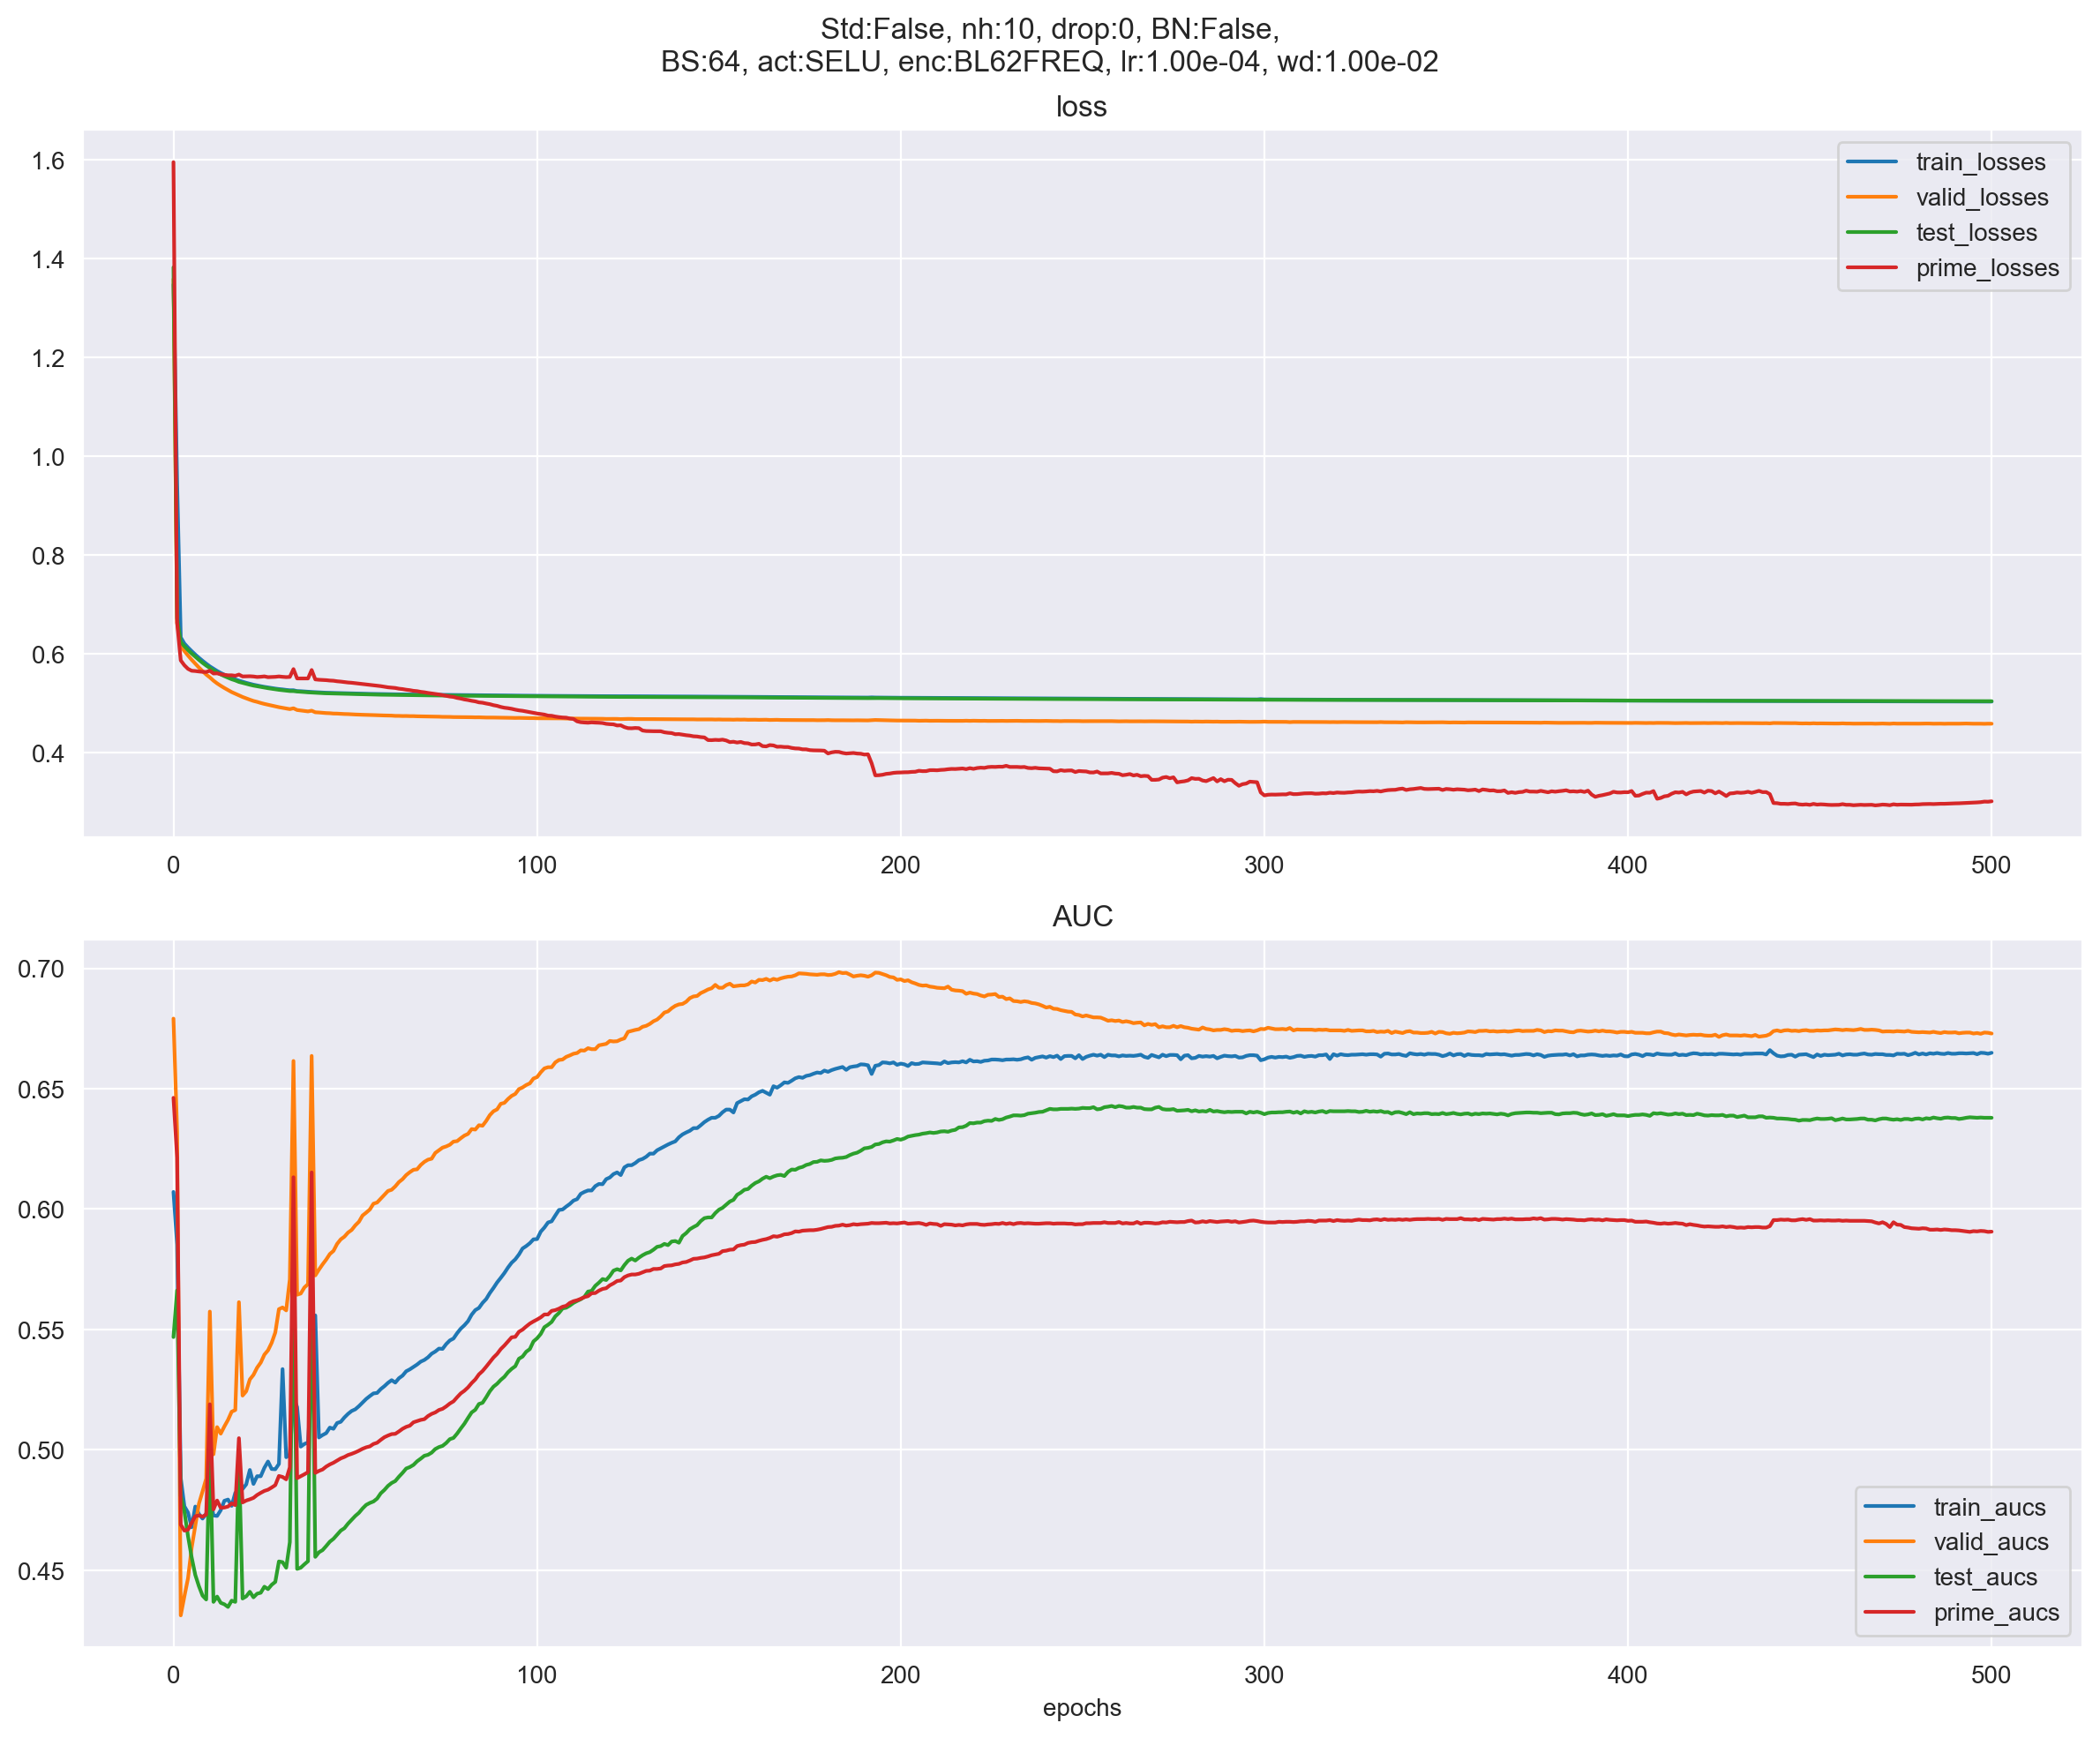 Std:False, nh:10, drop:0, BN:False,
BS:64, act:SELU, enc:BL62FREQ, lr:1.00e-04, wd:1.00e-02
loss
1.6
1.4
1.2
1.0
0.8
0.6
0.4
train_losses
valid_losses
test_losses
prime_losses
0 100 200 300 400 500
AUC
0.70
0.65
0.60
0.55
0.50
0.45
train_aucs
valid_aucs
test_aucs
prime_aucs
0 100 200 300 400 500
epochs